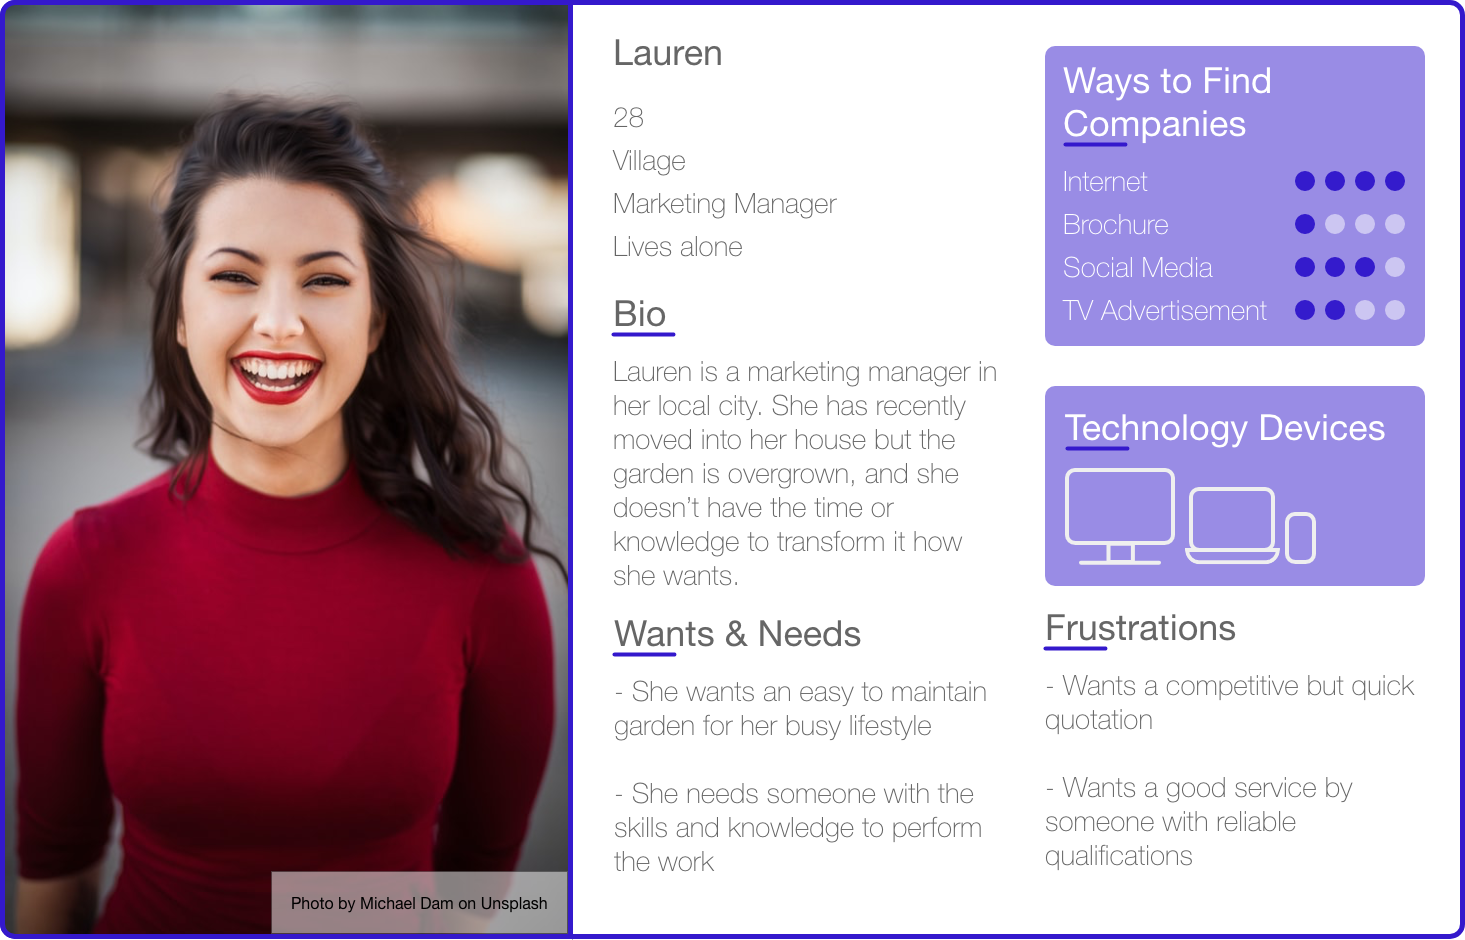 Lauren
28
Village
Marketing Manager
Lives alone
Bio
Lauren is a marketing manager in
her local city. She has recently
moved into her house but the
garden is overgrown, and she
doesn’t have the time or
knowledge to transform it how
she wants.
Wants & Needs
- She wants an easy to maintain
garden for her busy lifestyle
- She needs someone with the
skills and knowledge to perform
the work
Ways to Find
Companies
Internet
Brochure
Social Media
TV Advertisement
Technology Devices
Frustrations
- Wants a competitive but quick
quotation
- Wants a good service by
someone with reliable
qualifications
Photo by Michael Dam on Unsplash